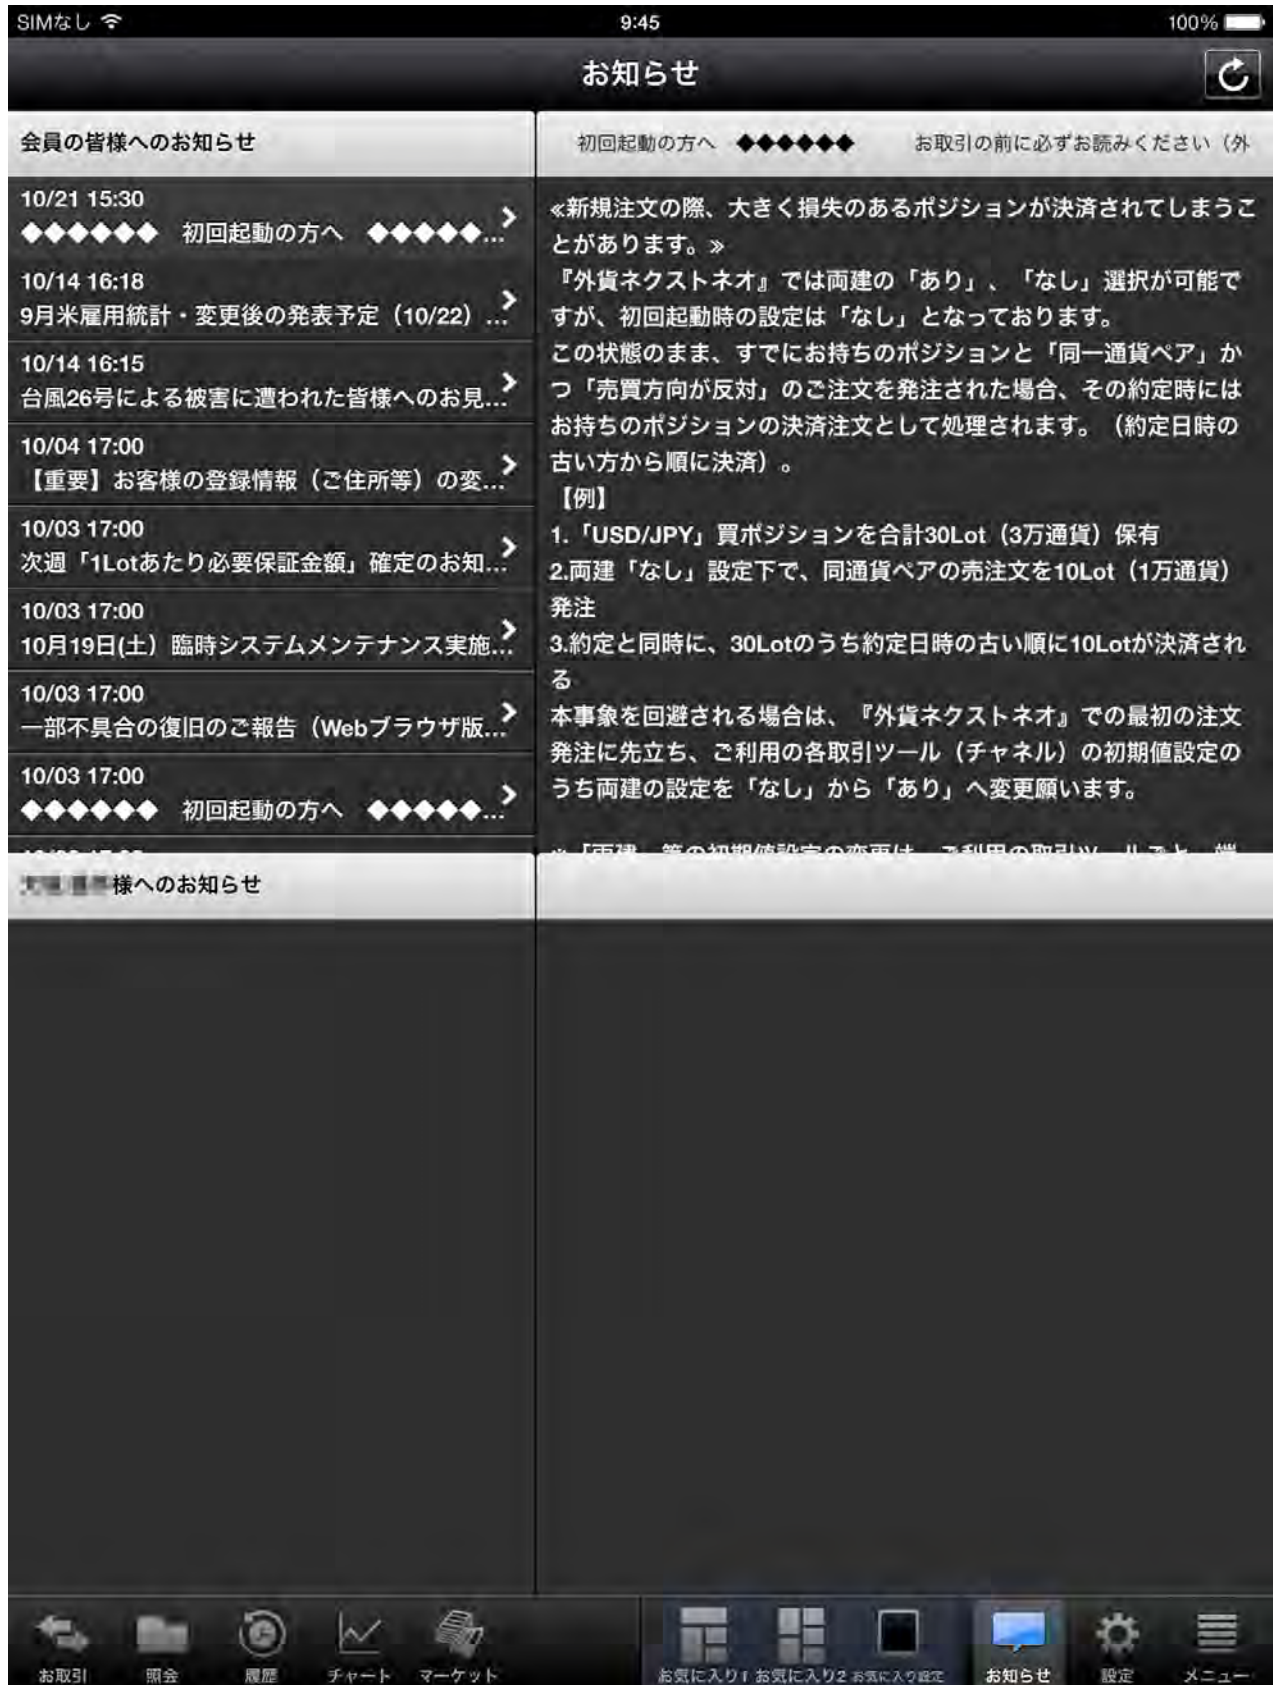 SIMなし 9:45 100%
お知らせ
会員の皆様へのお知らせ
10/21 15:30
◆◆◆◆◆◆ 初回起動の方へ ◆◆◆◆◆...
10/14 16:18
9月米雇用統計・変更後の発表予定（10/22）...
10/14 16:15
台風26号による被害に遭われた皆様へのお見...
10/04 17:00
【重要】お客様の登録情報（ご住所等）の変...
10/03 17:00
次週「1Lotあたり必要保証金額」確定のお知...
10/03 17:00
10月19日(土）臨時システムメンテナンス実施...
10/03 17:00
一部不具合の復旧のご報告（Webブラウザ版...
10/03 17:00
◆◆◆◆◆◆ 初回起動の方へ ◆◆◆◆◆...
初回起動の方へ ◆◆◆◆◆◆ お取引の前に必ずお読みください（外
≪新規注文の際、大きく損失のあるポジションが決済されてしまうこ
とがあります。≫
『外貨ネクストネオ』では両建の「あり」、「なし」選択が可能で
すが、初回起動時の設定は「なし」となっております。
この状態のまま、すでにお持ちのポジションと「同一通貨ペア」か
つ「売買方向が反対」のご注文を発注された場合、その約定時には
お持ちのポジションの決済注文として処理されます。（約定日時の
古い方から順に決済）。
【例】
1.「USD/JPY」買ポジションを合計30Lot（3万通貨）保有
2.両建「なし」設定下で、同通貨ペアの売注文を10Lot（1万通貨）
発注
3.約定と同時に、30Lotのうち約定日時の古い順に10Lotが決済され
る
本事象を回避される場合は、『外貨ネクストネオ』での最初の注文
発注に先立ち、ご利用の各取引ツール（チャネル）の初期値設定の
うち両建の設定を「なし」から「あり」へ変更願います。
様へのお知らせ
お取引 照会 履歴 チャート マーケット お気に入り1 お気に入り2 お気に入り設定 お知らせ 設定 メニュー